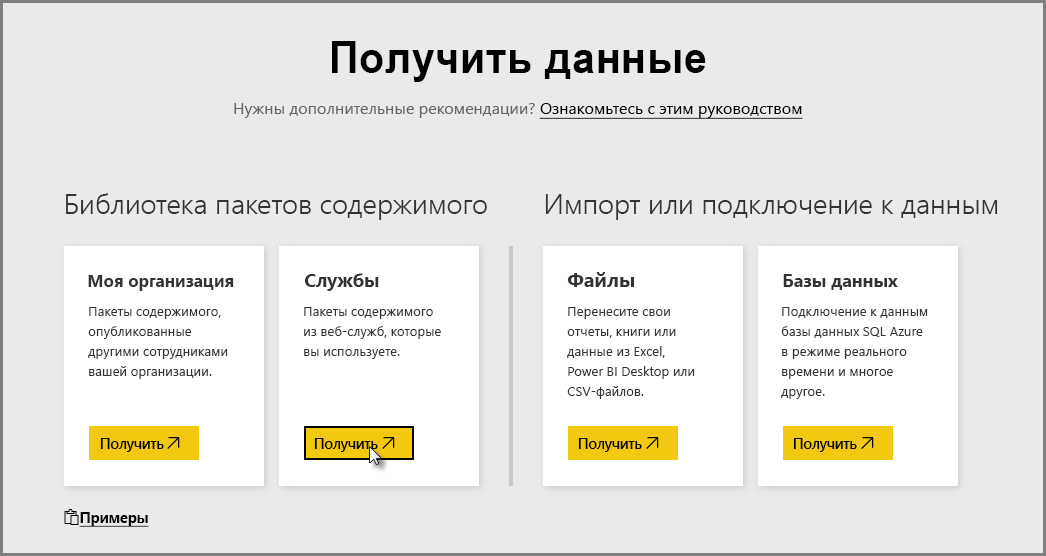 Получить данные
Нужны дополнительные рекомендации? Ознакомьтесь с этим руководством
Библиотека пакетов содержимого
Импорт или подключение к данным
Моя организация
Пакеты содержимого,
опубликованные
другими сотрудниками
вашей организации.
Получить
Службы
Пакеты содержимого
из веб-служб, которые
вы используете.
Получить
Файлы
Перенесите свои
отчеты, книги или
данные из Excel,
Power BI Desktop или
CSV-файлов.
Получить
Базы данных
Подключение к данным
базы данных SQL Azure
в режиме реального
времени и многое
другое.
Получить
Примеры